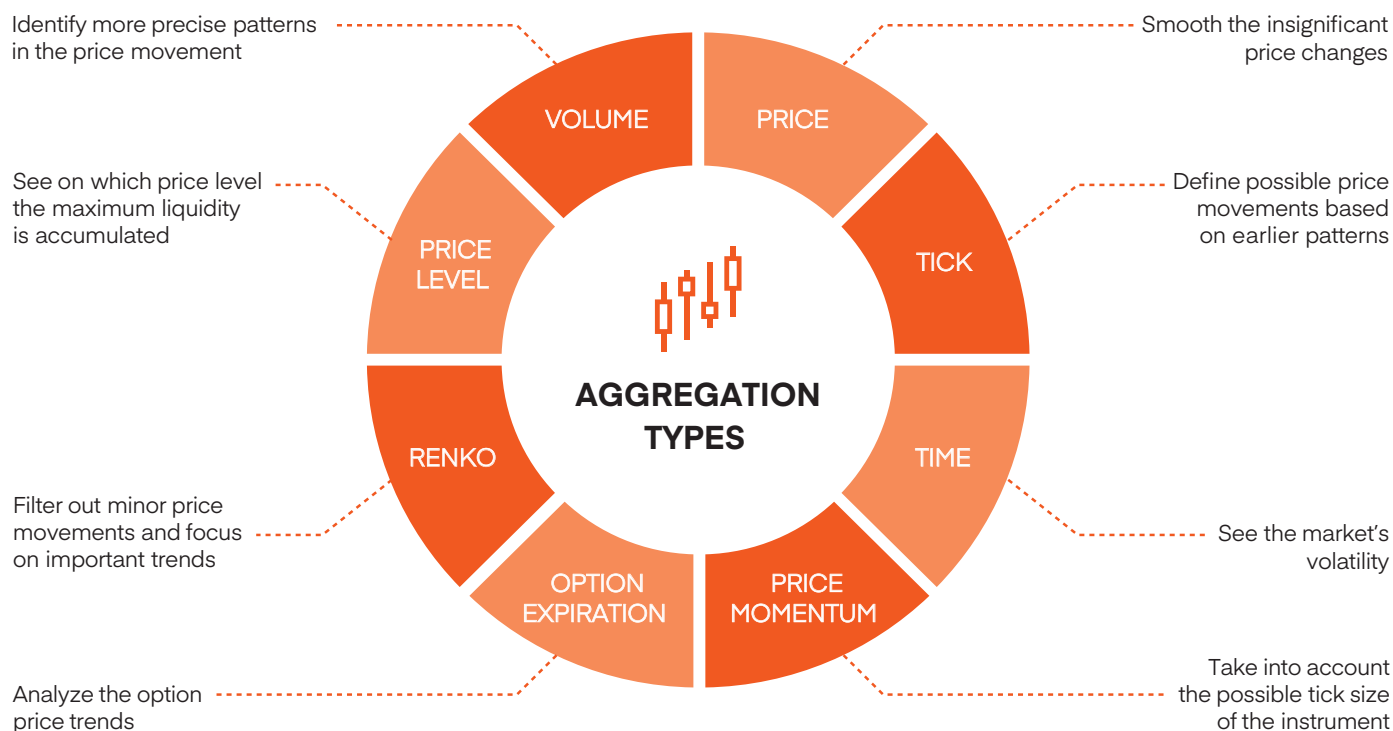 Identify more precise patterns
in the price movement
Smooth the insignificant
price changes
VOLUME
PRICE
See on which price level
the maximum liquidity
is accumulated
Define possible price
movements based
on earlier patterns
PRICE
LEVEL
TICK
AGGREGATION
TYPES
RENKO
TIME
Filter out minor price
movements and focus
on important trends
See the market's
volatility
OPTION
EXPIRATION
PRICE
MOMENTUM
Analyze the option
price trends
Take into account
the possible tick size
of the instrument